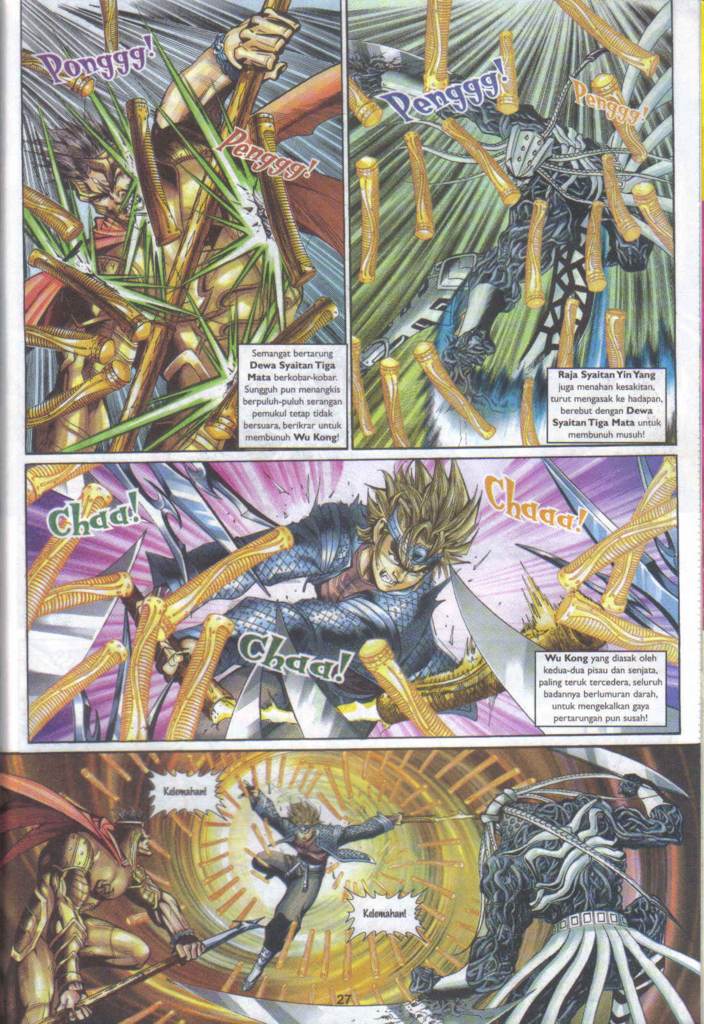 Ponggg!
Penggg!
Semangat bertarung
Dewa Syaitan Tiga
Mata berkobar-kobar.
Sungguh pun menangkis
berpuluh-puluh serangan
pemukul tetap tidak
bersuara, berikrar untuk
membunuh Wu Kong!
Penggg!
Penggg!
Raja Syaitan Yin Yang
juga menahan kesakitan,
turut mengasak ke hadapan,
berebut dengan Dewa
Syaitan Tiga Mata untuk
membunuh musuh!
Chaa!
Chaaa!
Chaa!
Wu Kong yang diasak oleh
kedua-dua pisau dan senjata,
paling teruk tercedera, seluruh
badannya berlumuran darah,
untuk mengekalkan gaya
pertarungan pun susah!
Kelemahan!
Kelemahan!
27